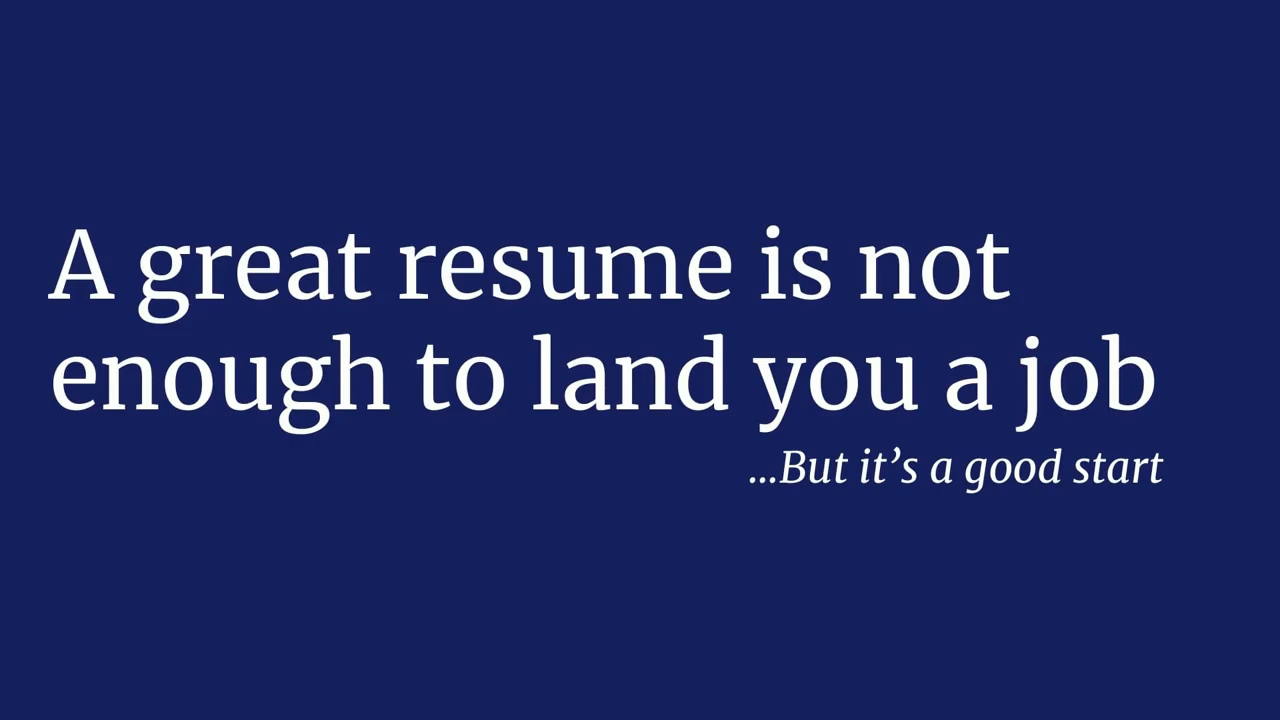 A great resume is not
enough to land you a job
...But it’s a good start